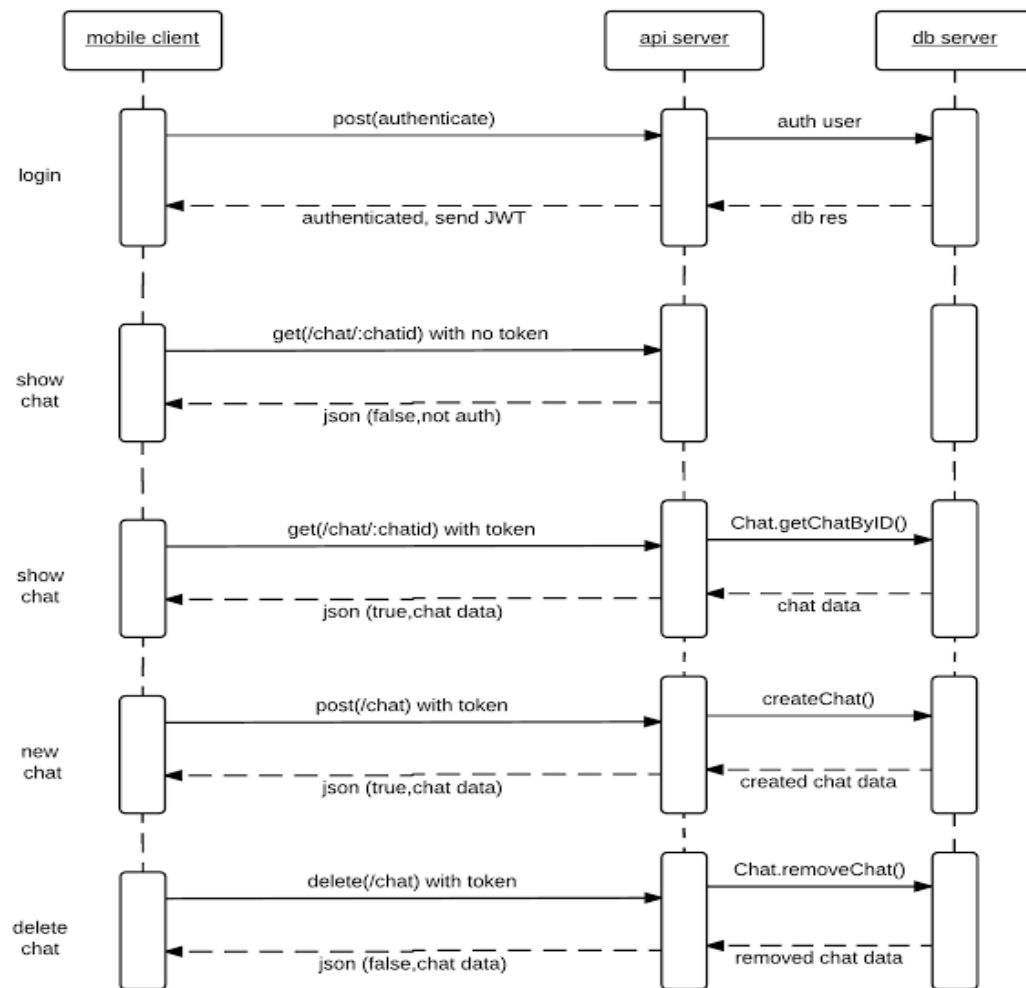 mobile client
api server
db server
post(authenticate)
auth user
login
authenticated, send JWT
db res
get(/chat/:chatid) with no token
show
chat
json (false,not auth)
get(/chat/:chatid) with token
Chat.getChatByID()
show
chat
json (true,chat data)
chat data
post(/chat) with token
createChat()
new
chat
json (true,chat data)
created chat data
delete(/chat) with token
Chat.removeChat()
delete
chat
json (false,chat data)
removed chat data